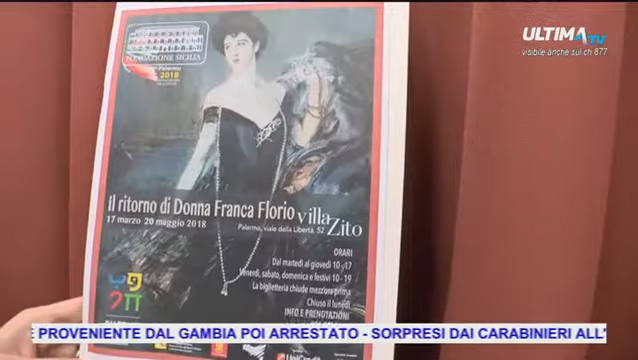 ULTIMA TV
visibile anche sul ch 877
FONDAZIONE SICILIA
Palermo
2018
il ritorno di Donna Franca Florio villa Zito
17 marzo 20 maggio 2018
Palermo, viale della Libertà, 52
ORARI
Dal martedì al giovedì 10 - 17
Venerdì, sabato, domenica e festivi 10 - 19
La biglietteria chiude mezz'ora prima
Chiuso il lunedì
INFO E PRENOTAZIONI
PROVENIENTE DAL GAMBIA POI ARRESTATO - SORPRESI DAI CARABINIERI ALL'